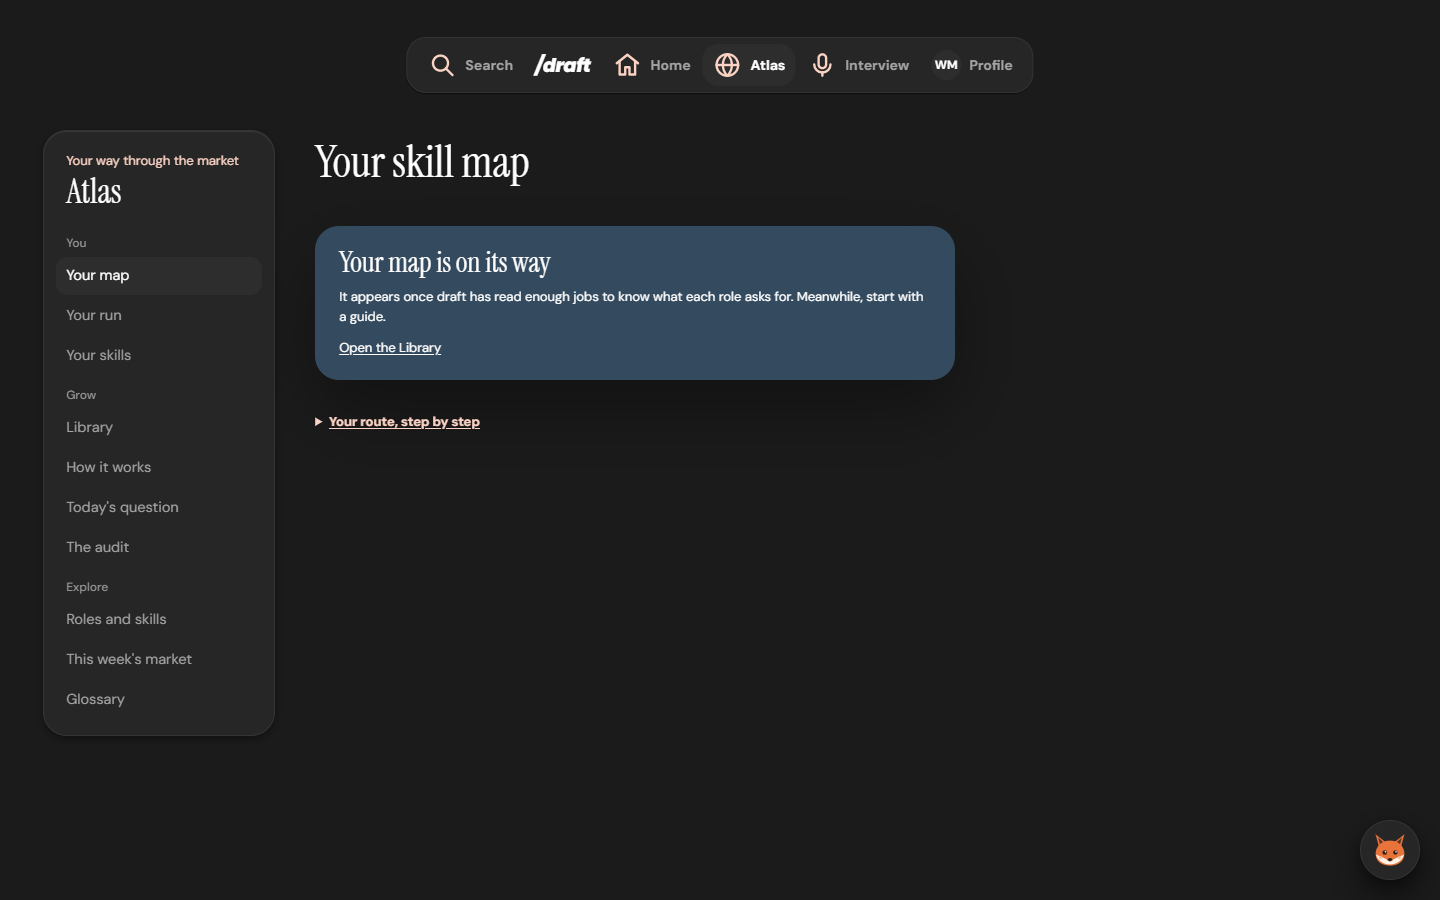 Search
/draft
Home
Atlas
Interview
WM
Profile
Your way through the market
Atlas
You
Your map
Your run
Your skills
Grow
Library
How it works
Today's question
The audit
Explore
Roles and skills
This week's market
Glossary
Your skill map
Your map is on its way
It appears once draft has read enough jobs to know what each role asks for. Meanwhile, start with
a guide.
Open the Library
Your route, step by step